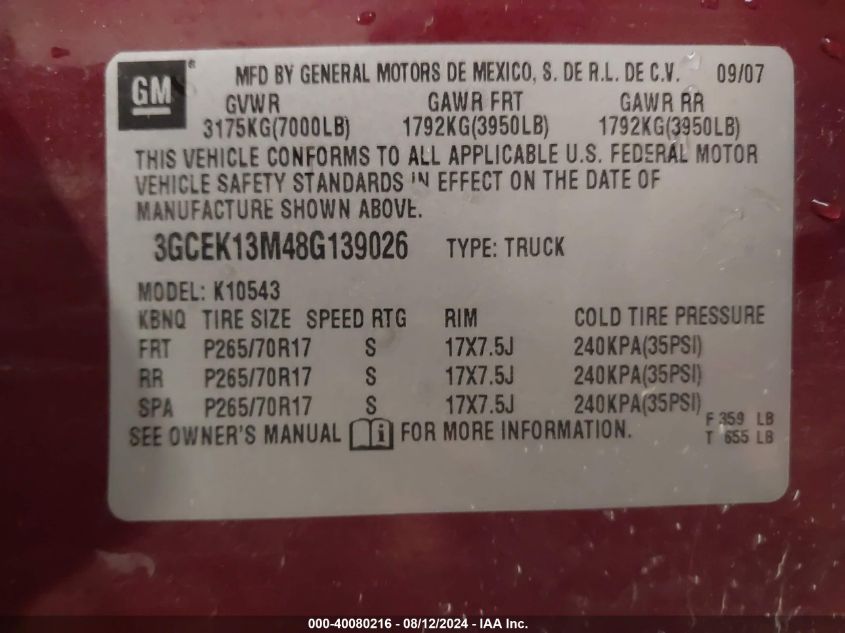 GM® MFD BY GENERAL MOTORS DE MEXICO, S. DE R.L. DE C.V. 09/07
GVWR GAWR FRT GAWR RR
3175KG(7000LB) 1792KG(3950LB) 1792KG(3950LB)
THIS VEHICLE CONFORMS TO ALL APPLICABLE U.S. FEDERAL MOTOR
VEHICLE SAFETY STANDARDS IN EFFECT ON THE DATE OF
MANUFACTURE SHOWN ABOVE.
3GCEK13M48G139026 TYPE: TRUCK
MODEL: K10543
KBNQ TIRE SIZE SPEED RTG RIM COLD TIRE PRESSURE
FRT P265/70R17 S 17X7.5J 240KPA(35PSI)
RR P265/70R17 S 17X7.5J 240KPA(35PSI)
SPA P265/70R17 S 17X7.5J 240KPA(35PSI)
F 359 LB
SEE OWNER'S MANUAL i FOR MORE INFORMATION.
T 655 LB
000-40080216 - 08/12/2024 - IAA Inc.